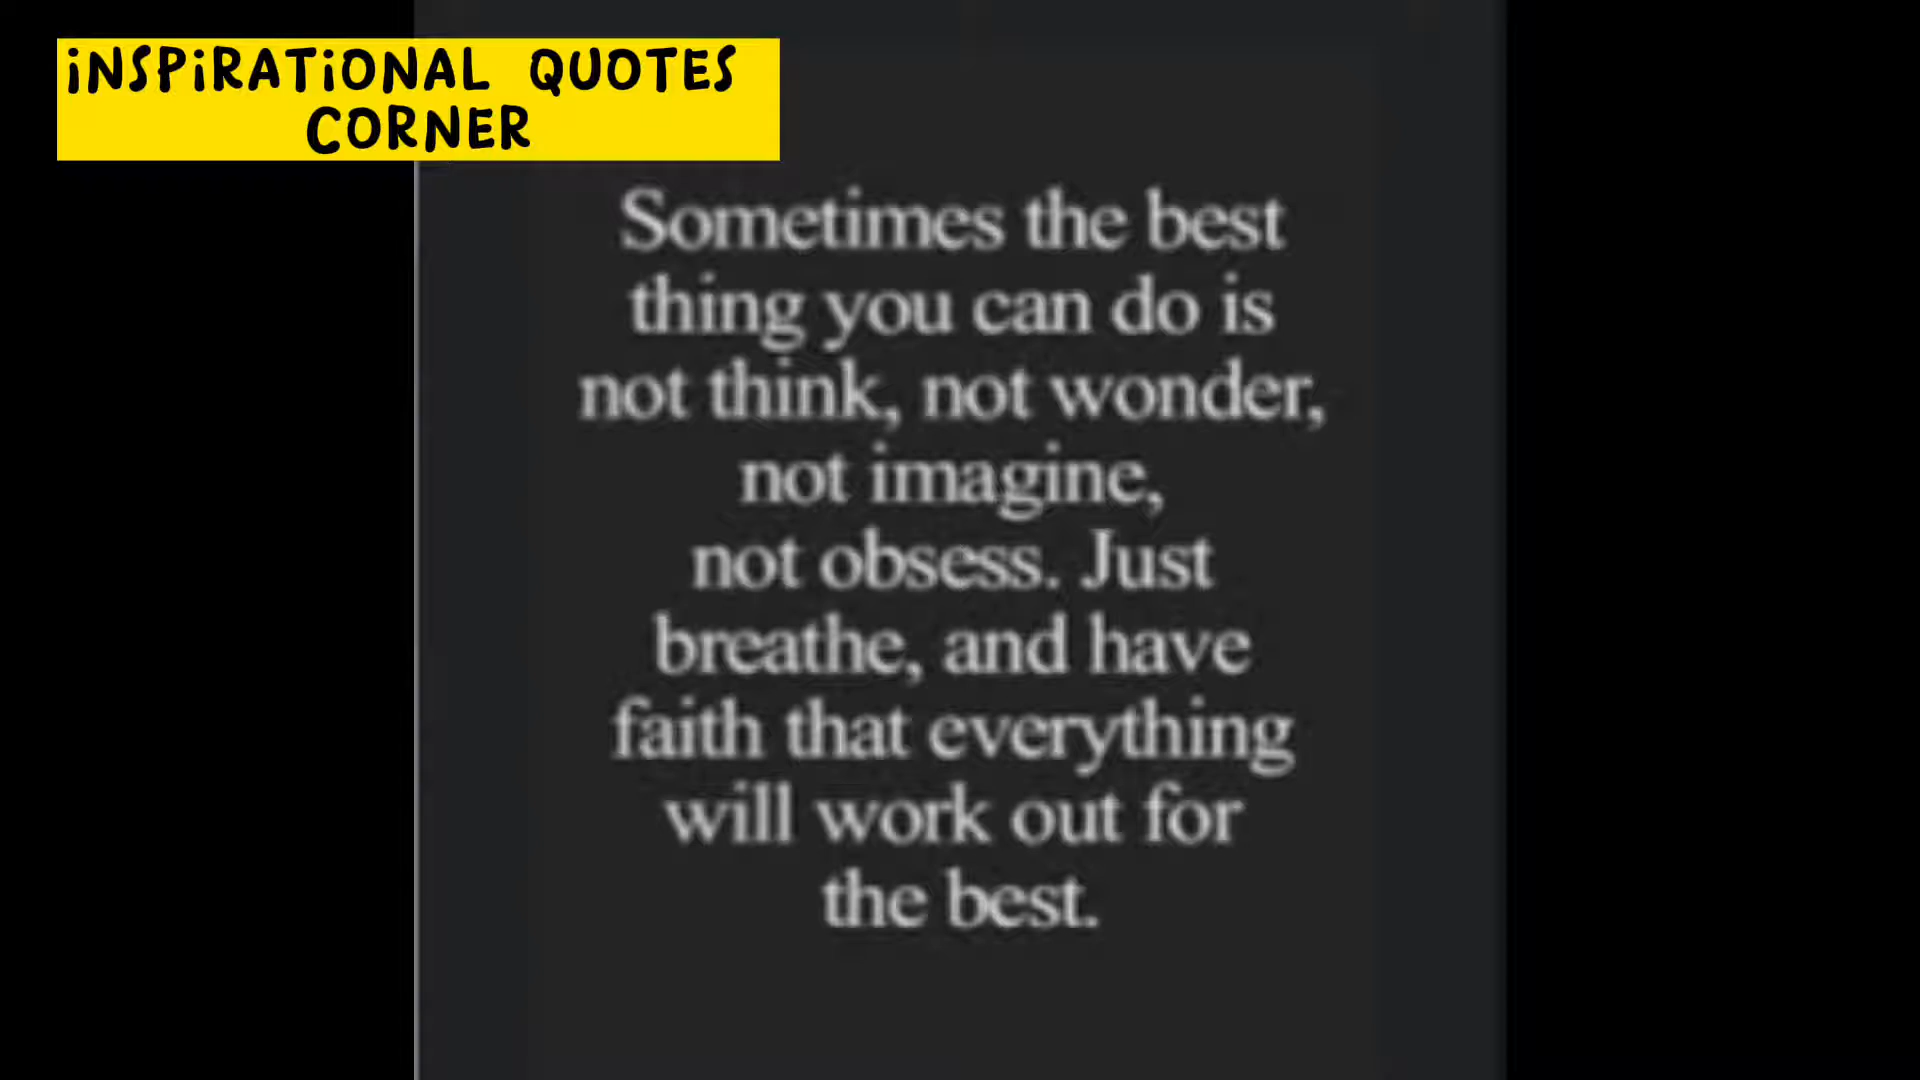 iNSPiRATiONAL QUOTES
CORNER
Sometimes the best
thing you can do is
not think, not wonder,
not imagine,
not obsess. Just
breathe, and have
faith that everything
will work out for
the best.